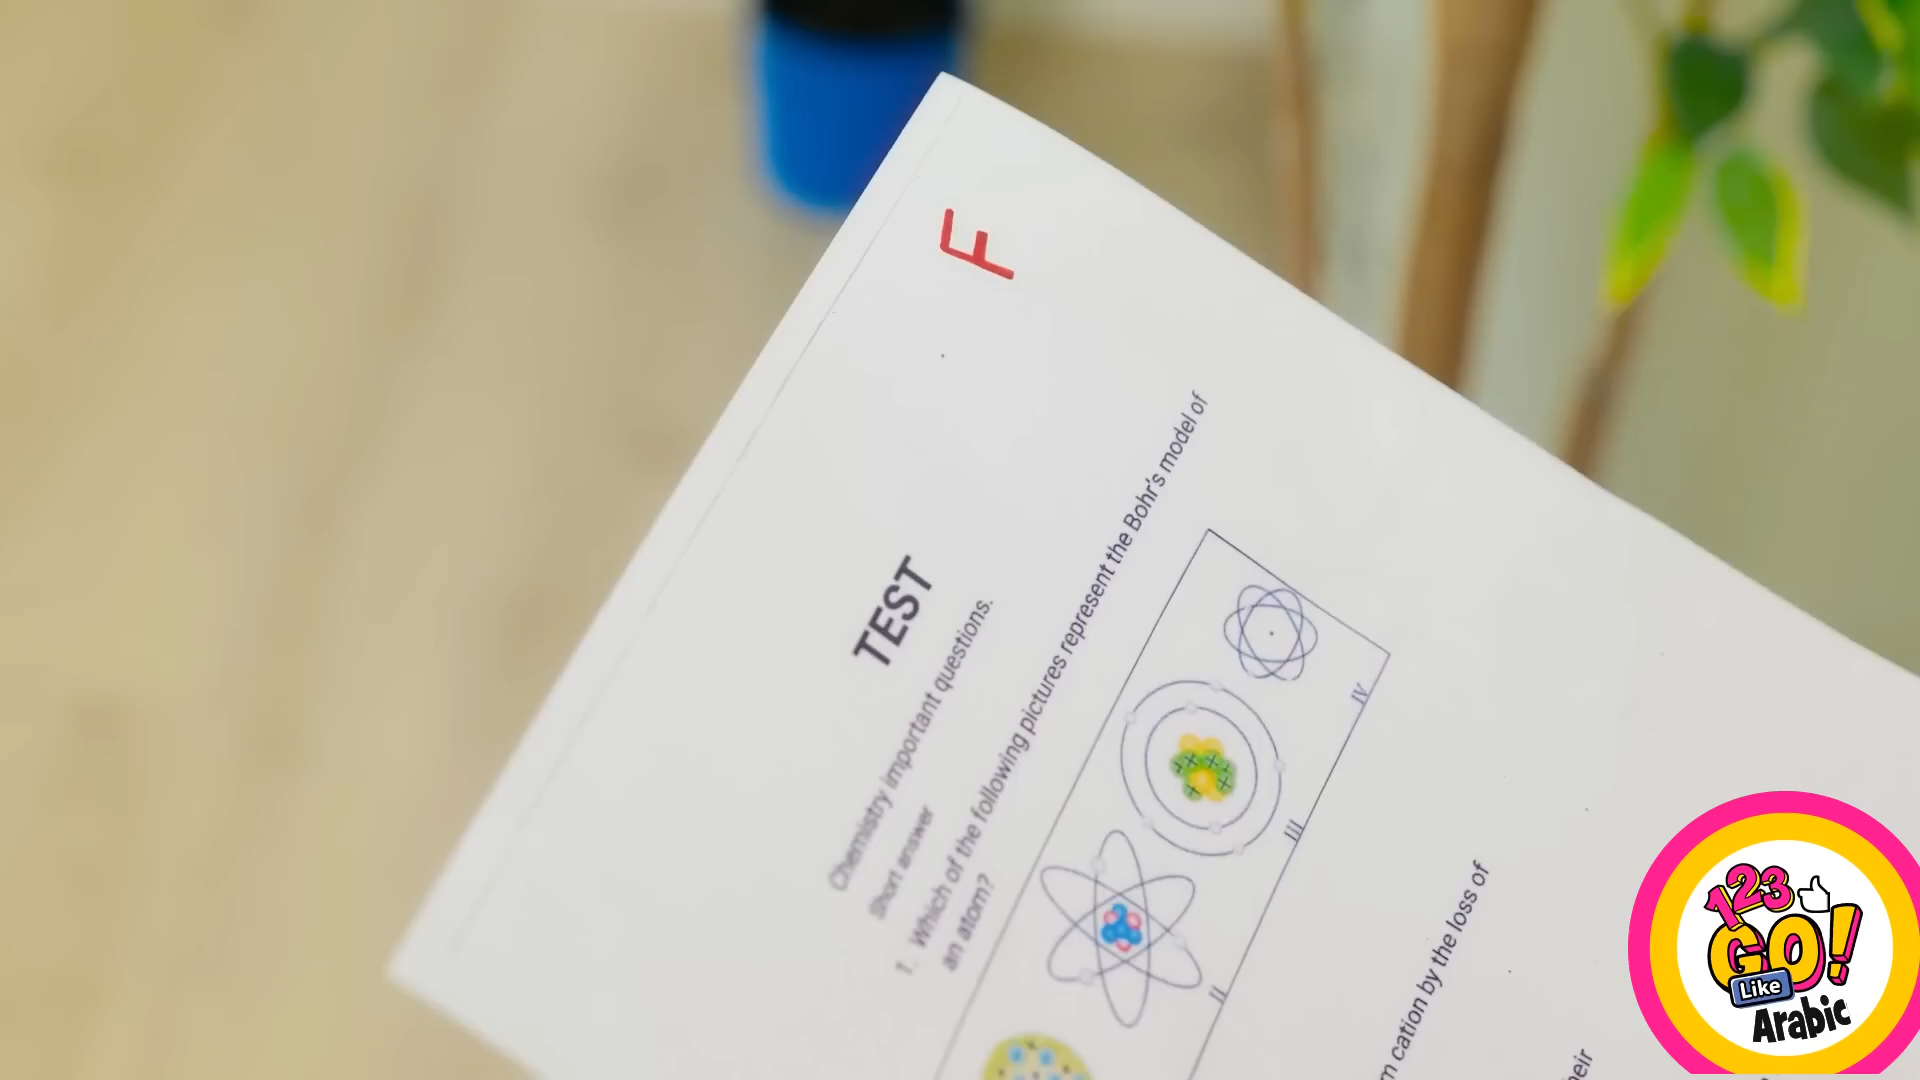 F
TEST
Chemistry important questions.
Short answer
1. Which of the following pictures represent the Bohr's model of
an atom?
II
III
IV
cation by the loss of
123
GO!
Like
Arabic